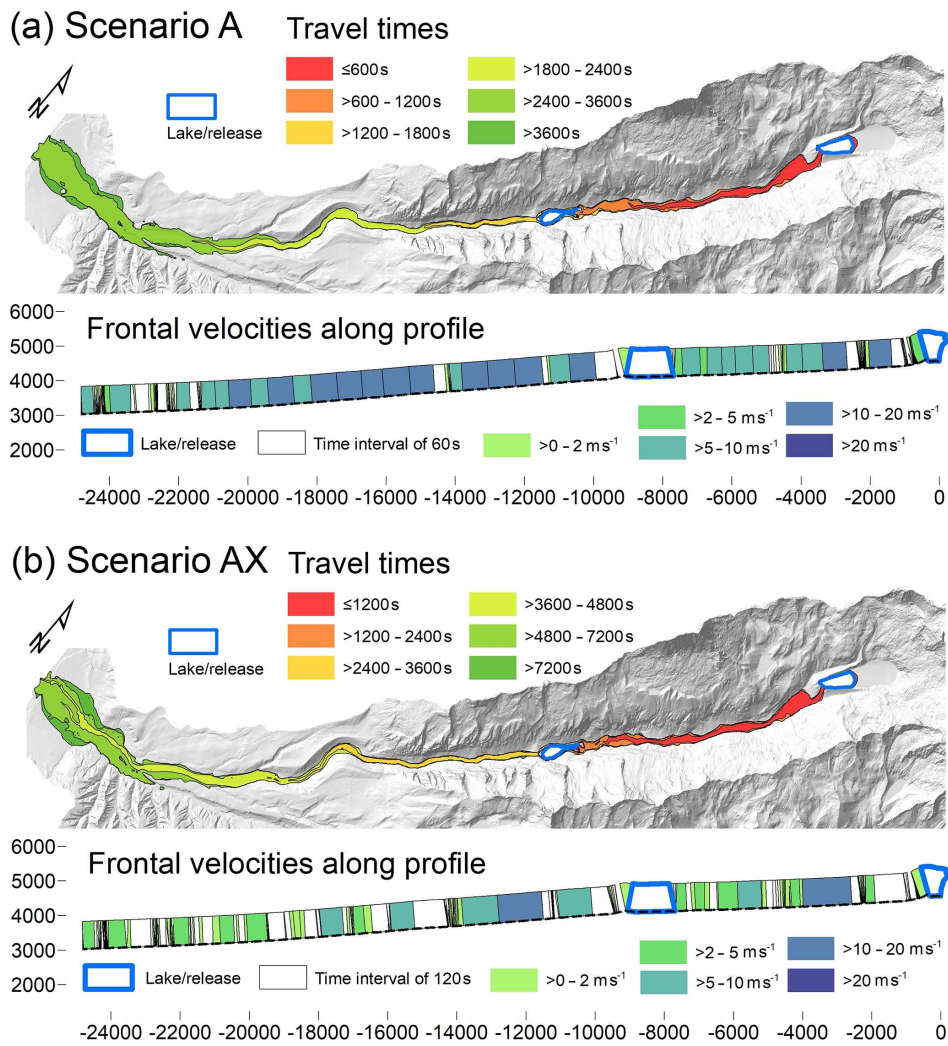 (a) Scenario A
Travel times
≤600s
>1800 – 2400s
>600 – 1200s
>2400 – 3600s
>1200 – 1800s
>3600s
Lake/release
N
6000
Frontal velocities along profile
5000
4000
3000
2000
Lake/release
Time interval of 60s
>0 – 2 ms⁻¹
>2 – 5 ms⁻¹
>5 – 10 ms⁻¹
>10 – 20 ms⁻¹
>20 ms⁻¹
-24000 -22000 -20000 -18000 -16000 -14000 -12000 -10000 -8000 -6000 -4000 -2000 0
(b) Scenario AX
Travel times
≤1200s
>3600 – 4800s
>1200 – 2400s
>4800 – 7200s
>2400 – 3600s
>7200s
Lake/release
N
6000
Frontal velocities along profile
5000
4000
3000
2000
Lake/release
Time interval of 120s
>0 – 2 ms⁻¹
>2 – 5 ms⁻¹
>5 – 10 ms⁻¹
>10 – 20 ms⁻¹
>20 ms⁻¹
-24000 -22000 -20000 -18000 -16000 -14000 -12000 -10000 -8000 -6000 -4000 -2000 0